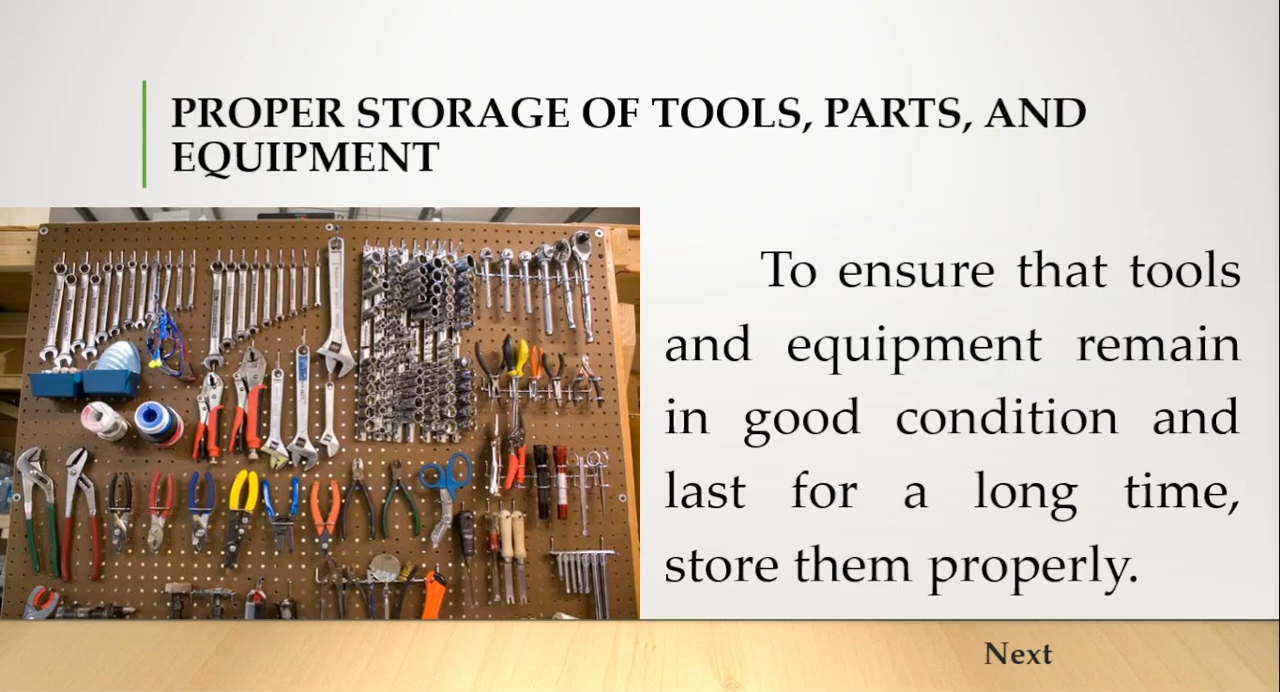 PROPER STORAGE OF TOOLS, PARTS, AND
EQUIPMENT
To ensure that tools
and equipment remain
in good condition and
last for a long time,
store them properly.
Next